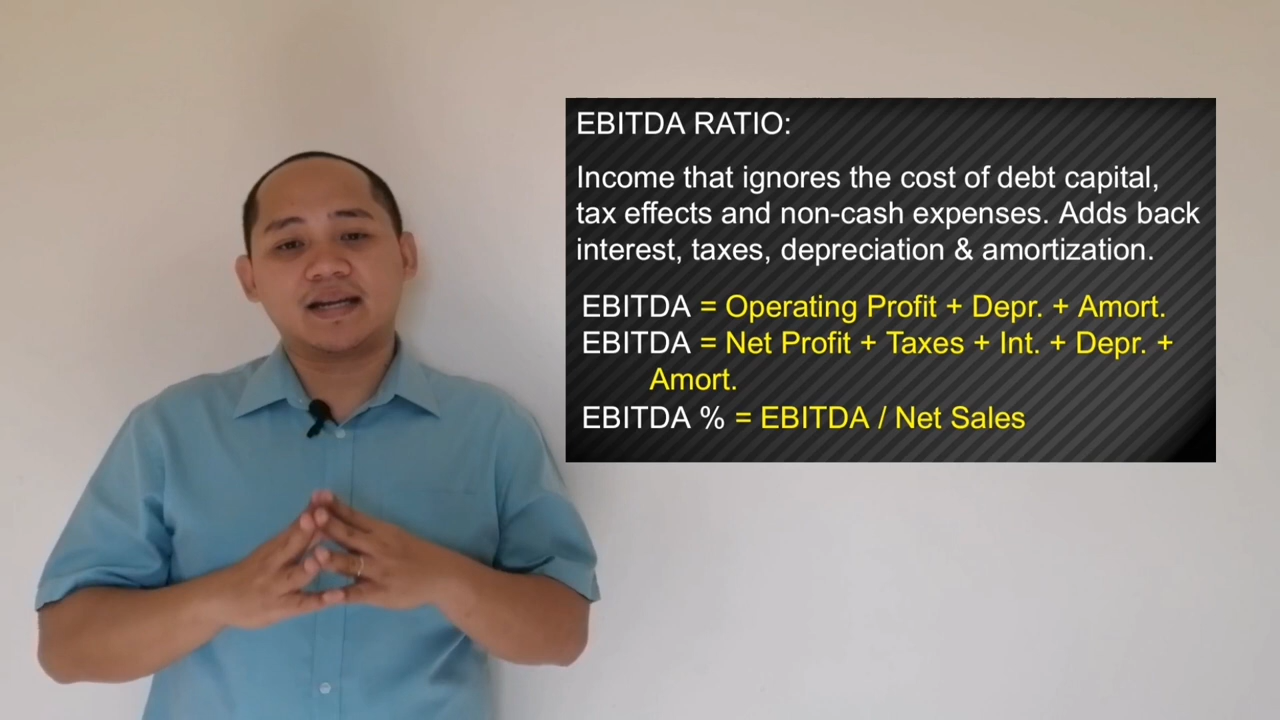 EBITDA RATIO:
Income that ignores the cost of debt capital,
tax effects and non-cash expenses. Adds back
interest, taxes, depreciation & amortization.
EBITDA = Operating Profit + Depr. + Amort.
EBITDA = Net Profit + Taxes + Int. + Depr. +
Amort.
EBITDA % = EBITDA / Net Sales